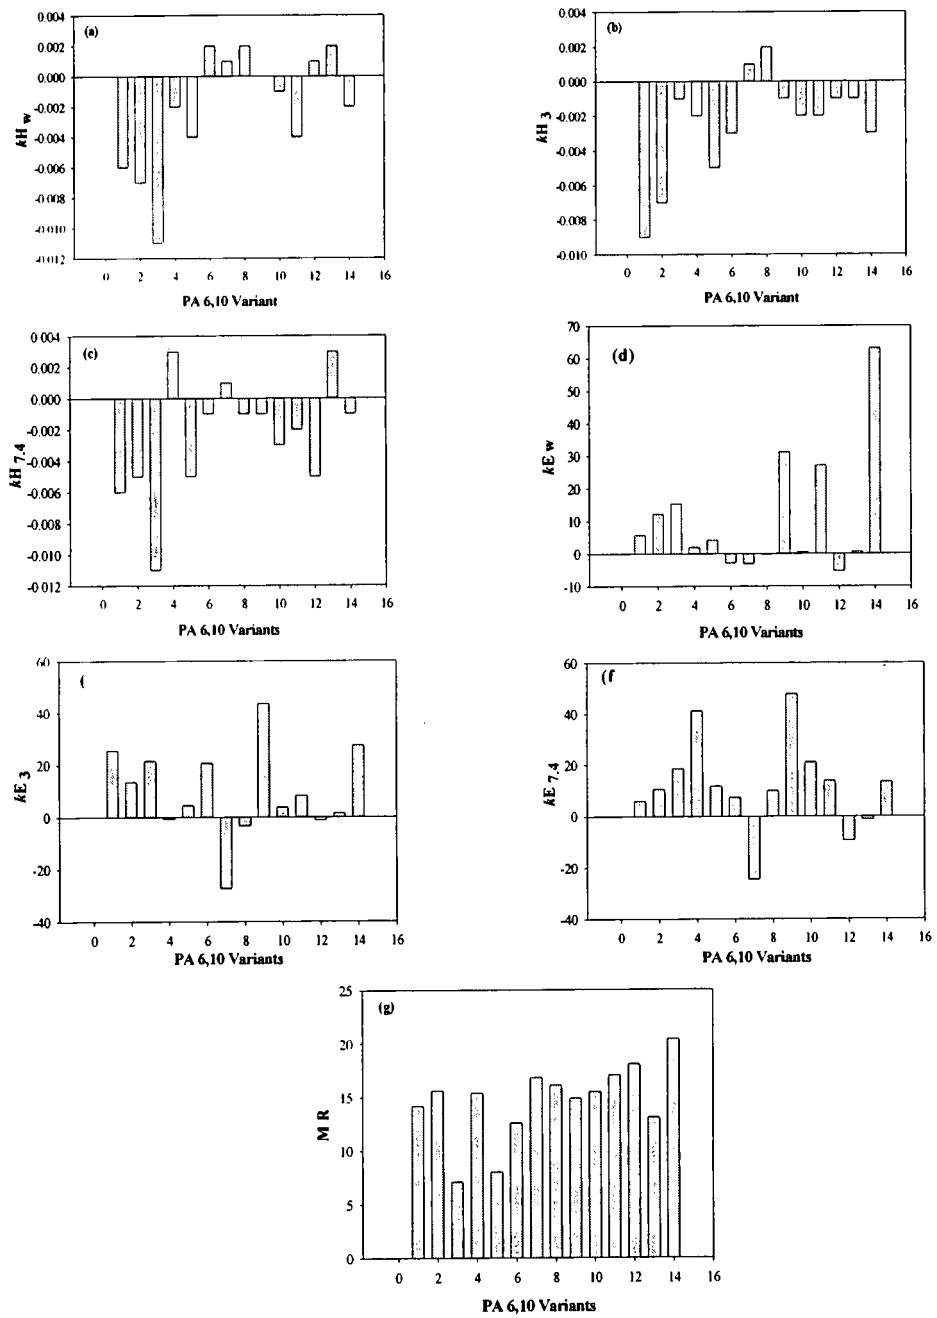 (a)
0.004
0.002
0.000
-0.002
-0.004
-0.006
-0.008
-0.010
-0.012
kH w
0 2 4 6 8 10 12 14 16
PA 6,10 Variant
(b)
0.004
0.002
0.000
-0.002
-0.004
-0.006
-0.008
-0.010
kH 3
0 2 4 6 8 10 12 14 16
PA 6,10 Variant
(c)
0.004
0.002
0.000
-0.002
-0.004
-0.006
-0.008
-0.010
-0.012
kH 7.4
0 2 4 6 8 10 12 14 16
PA 6,10 Variants
(d)
70
60
50
40
30
20
10
0
-10
kE w
0 2 4 6 8 10 12 14 16
PA 6,10 Variants
(
60
40
20
0
-20
-40
kE 3
0 2 4 6 8 10 12 14 16
PA 6,10 Variants
(f
60
40
20
0
-20
-40
kE 7.4
0 2 4 6 8 10 12 14 16
PA 6,10 Variants
(g)
25
20
15
10
5
0
M R
0 2 4 6 8 10 12 14 16
PA 6,10 Variants